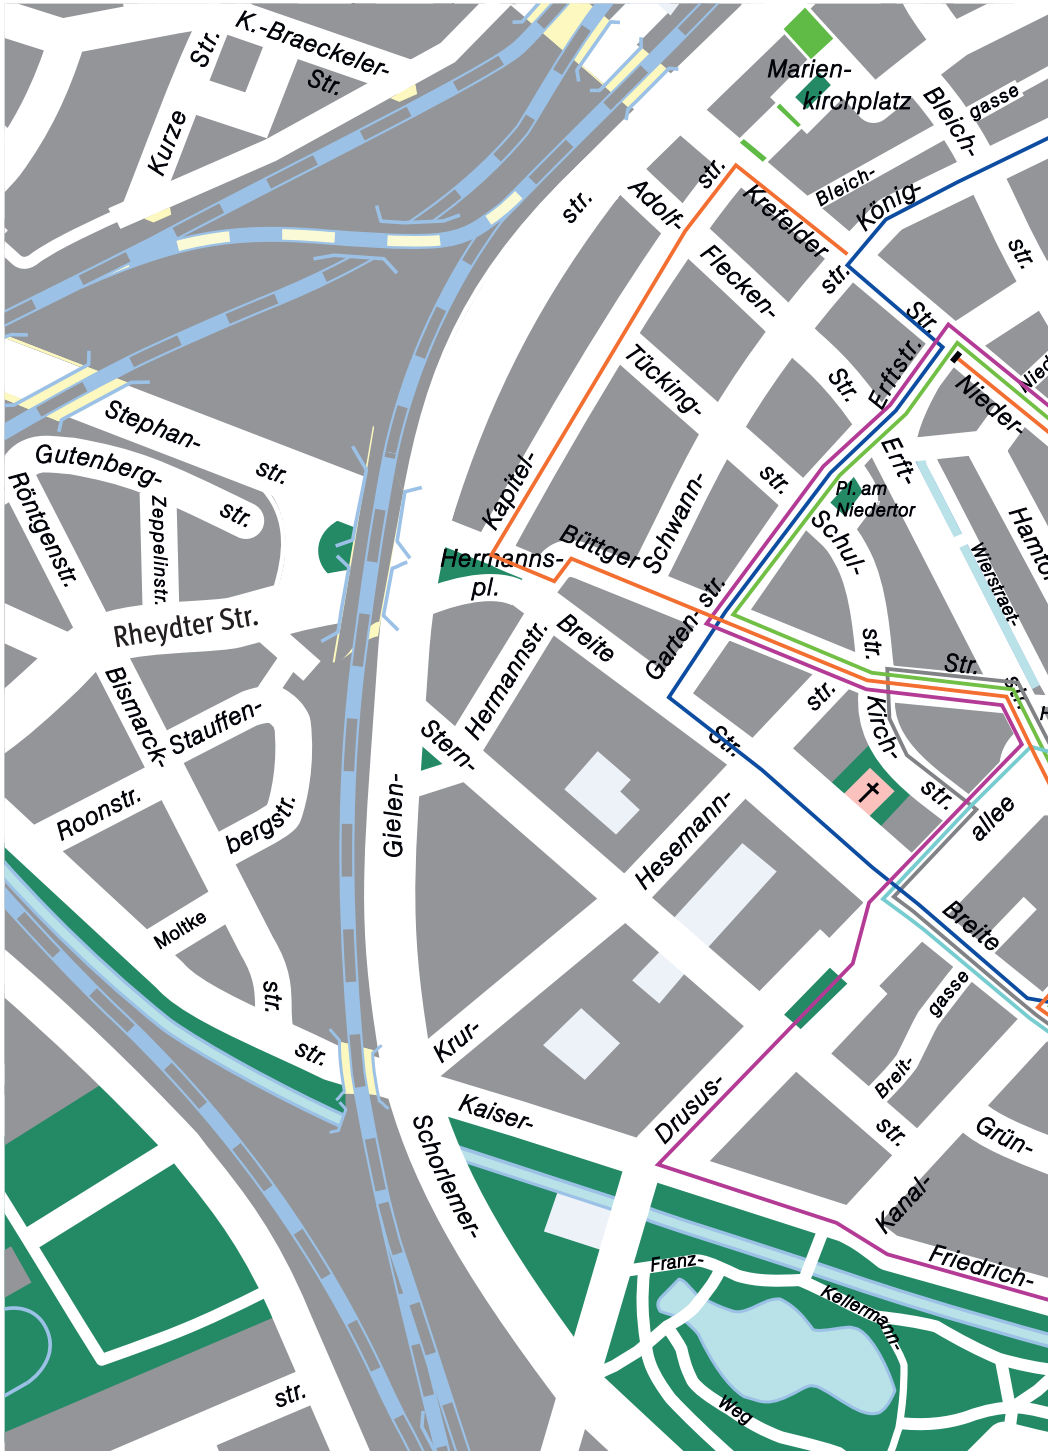 K.-Braeckeler-
Str.
Str.
Kurze
Marien-
kirchplatz
Bleich-
gasse
Bleich-
König-
str.
str.
Adolf-
str.
Krefelder
Str.
Flecken-
str.
Str.
Erftstr.
Nieder-
Tücking-
str.
Erft-
Stephan-
str.
Gutenberg-
str.
Röntgenstr.
Zeppelinstr.
Kapitel-
Schwann-
Pl. am
Niedertor
Schul-
str.
Wierstraet-
str.
Hermanns-
pl.
Büttger
str.
Garten-
Rheydter Str.
Breite
Str.
Hermannstr.
Stern-
str.
Kirch-
str.
Str.
allee
Bismarck-
str.
Stauffen-
bergstr.
Roonstr.
Moltke
str.
Gielen-
Hesemann-
Breite
gasse
Breit-
Krur-
Kaiser-
Drusus-
str.
Grün-
Kanal-
Friedrich-
Schorlemer-
Franz-
Kellermann-
Weg
str.